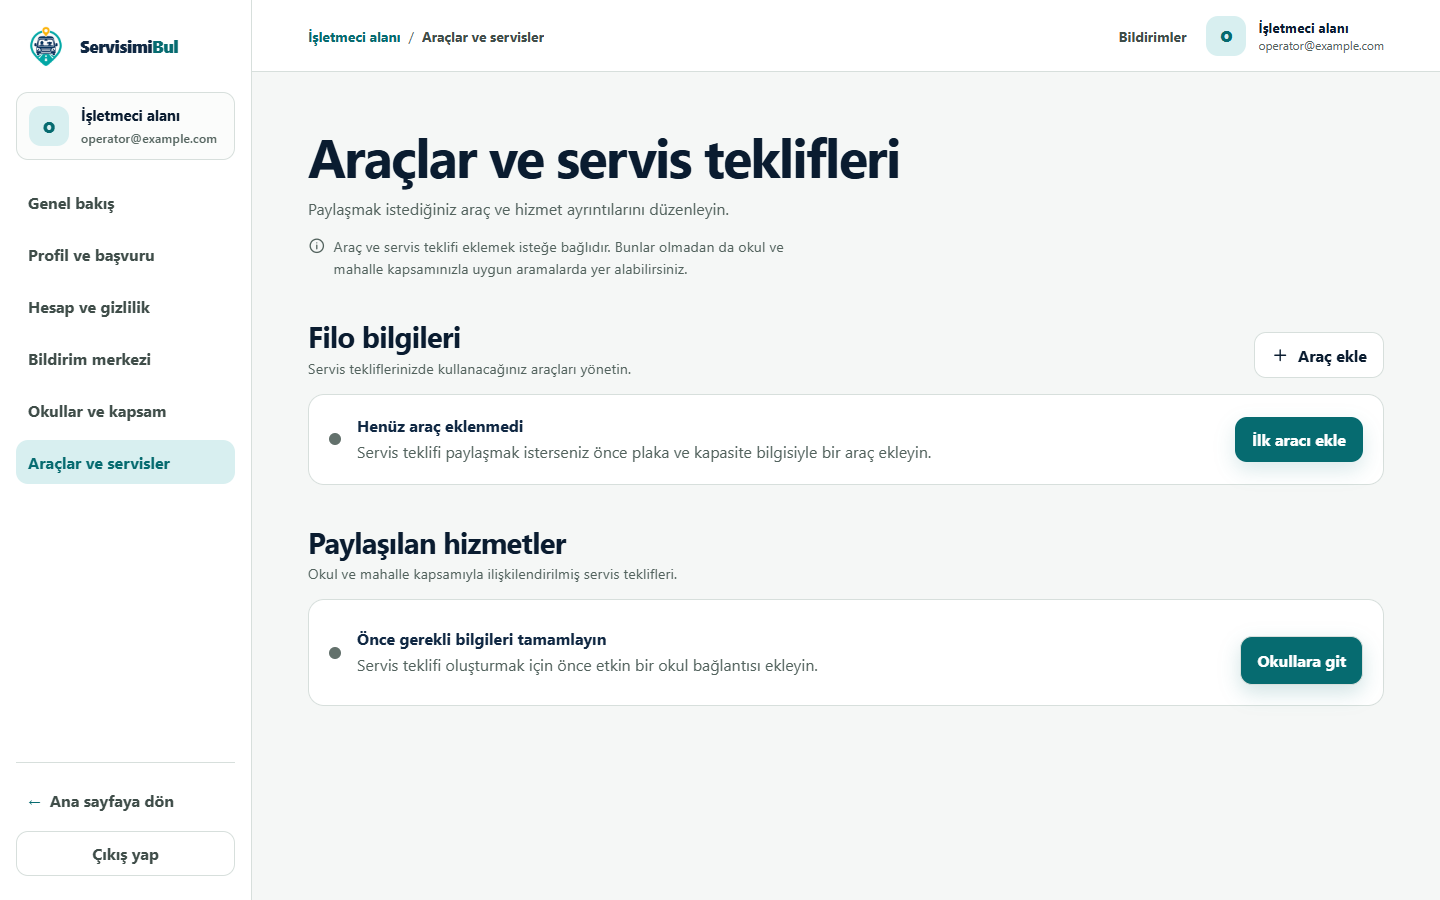 ServisimiBul
İşletmeci alanı
operator@example.com
O
Genel bakış
Profil ve başvuru
Hesap ve gizlilik
Bildirim merkezi
Okullar ve kapsam
Araçlar ve servisler
← Ana sayfaya dön
Çıkış yap
İşletmeci alanı / Araçlar ve servisler
Bildirimler
O
İşletmeci alanı
operator@example.com
Araçlar ve servis teklifleri
Paylaşmak istediğiniz araç ve hizmet ayrıntılarını düzenleyin.
Araç ve servis teklifi eklemek isteğe bağlıdır. Bunlar olmadan da okul ve
mahalle kapsamınızla uygun aramalarda yer alabilirsiniz.
Filo bilgileri
Servis tekliflerinizde kullanacağınız araçları yönetin.
+ Araç ekle
Henüz araç eklenmedi
Servis teklifi paylaşmak isterseniz önce plaka ve kapasite bilgisiyle bir araç ekleyin.
İlk aracı ekle
Paylaşılan hizmetler
Okul ve mahalle kapsamıyla ilişkilendirilmiş servis teklifleri.
Önce gerekli bilgileri tamamlayın
Servis teklifi oluşturmak için önce etkin bir okul bağlantısı ekleyin.
Okullara git